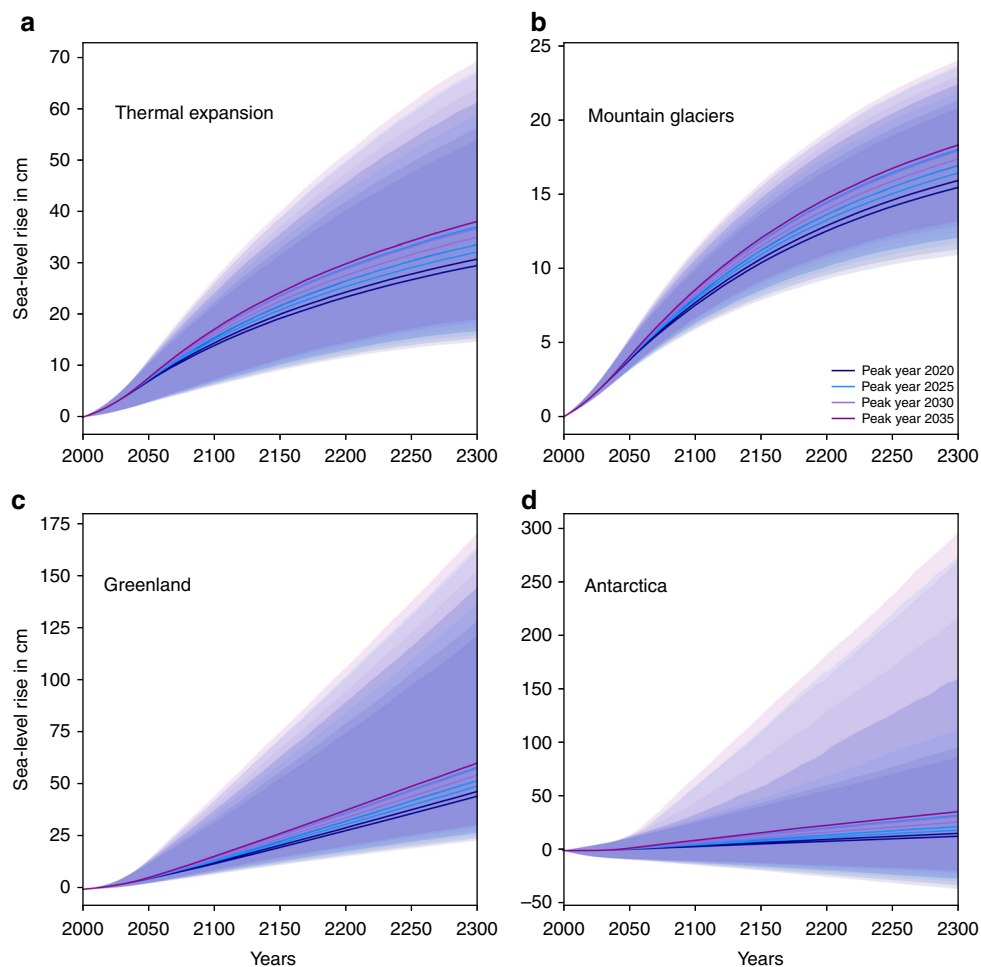 a
70
60
50
40
30
20
10
0
Sea-level rise in cm
Thermal expansion
2000 2050 2100 2150 2200 2250 2300
b
25
20
15
10
5
0
Mountain glaciers
Peak year 2020
Peak year 2025
Peak year 2030
Peak year 2035
2000 2050 2100 2150 2200 2250 2300
c
175
150
125
100
75
50
25
0
Sea-level rise in cm
Greenland
2000 2050 2100 2150 2200 2250 2300
Years
d
300
250
200
150
100
50
0
–50
Antarctica
2000 2050 2100 2150 2200 2250 2300
Years